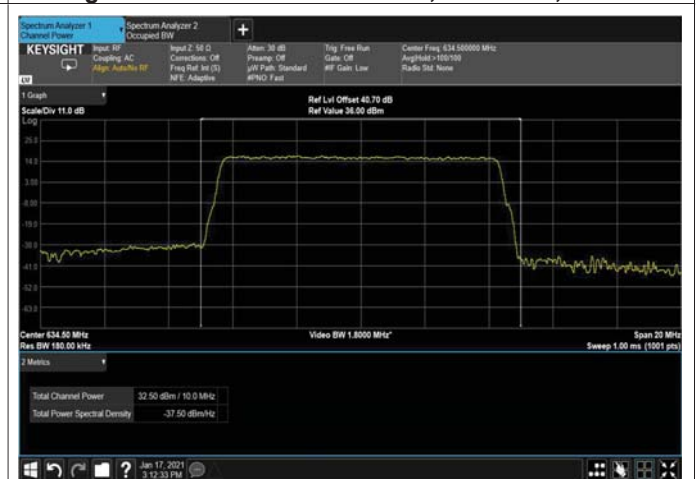 Spectrum Analyzer 1
Channel Power
Spectrum Analyzer 2
Occupied BW
+
KEYSIGHT
Input: RF
Coupling: AC
Align: Auto/No RF
Input Z: 50 Ω
Corrections: Off
Freq Ref: Int (S)
NFE: Adaptive
Atten: 30 dB
Preamp: Off
µW Path: Standard
#PNO: Fast
Trig: Free Run
Gate: Off
#IF Gain: Low
Center Freq: 634.500000 MHz
Avg|Hold:>100/100
Radio Std: None
1 Graph
Scale/Div 11.0 dB
Ref Lvl Offset 40.70 dB
Ref Value 36.00 dBm
Log
25.0
14.0
3.00
-8.00
-19.0
-30.0
-41.0
-52.0
-63.0
Center 634.50 MHz
Video BW 1.8000 MHz*
Span 20 MHz
Res BW 180.00 kHz
Sweep 1.00 ms (1001 pts)
2 Metrics
Total Channel Power 32.50 dBm / 10.0 MHz
Total Power Spectral Density -37.50 dBm/Hz
?
Jan 17, 2021
3:12:33 PM